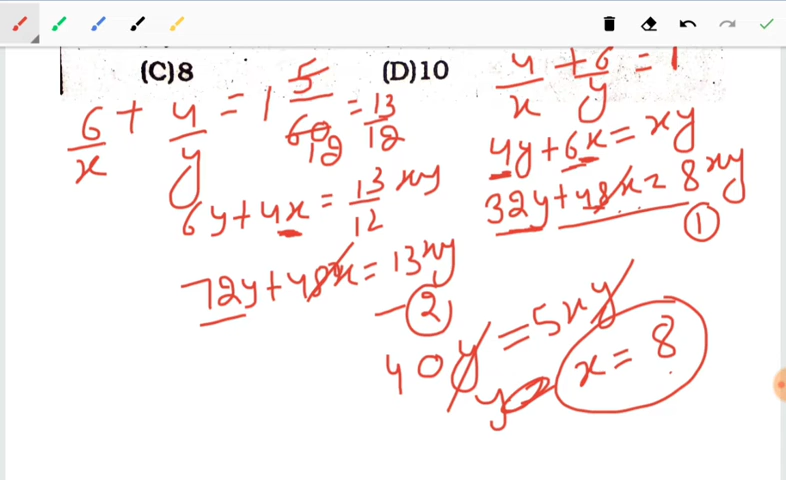 (C) 8 (D) 10
6/x + 4/y = 1 5/60 12 = 13/12
4/x + 6/y = 1
4y + 6x = xy
6y + 4x = 13/12 xy
32y + 48x = 8xy
1
72y + 48x = 13xy
- 2
40y = 5xy
x = 8